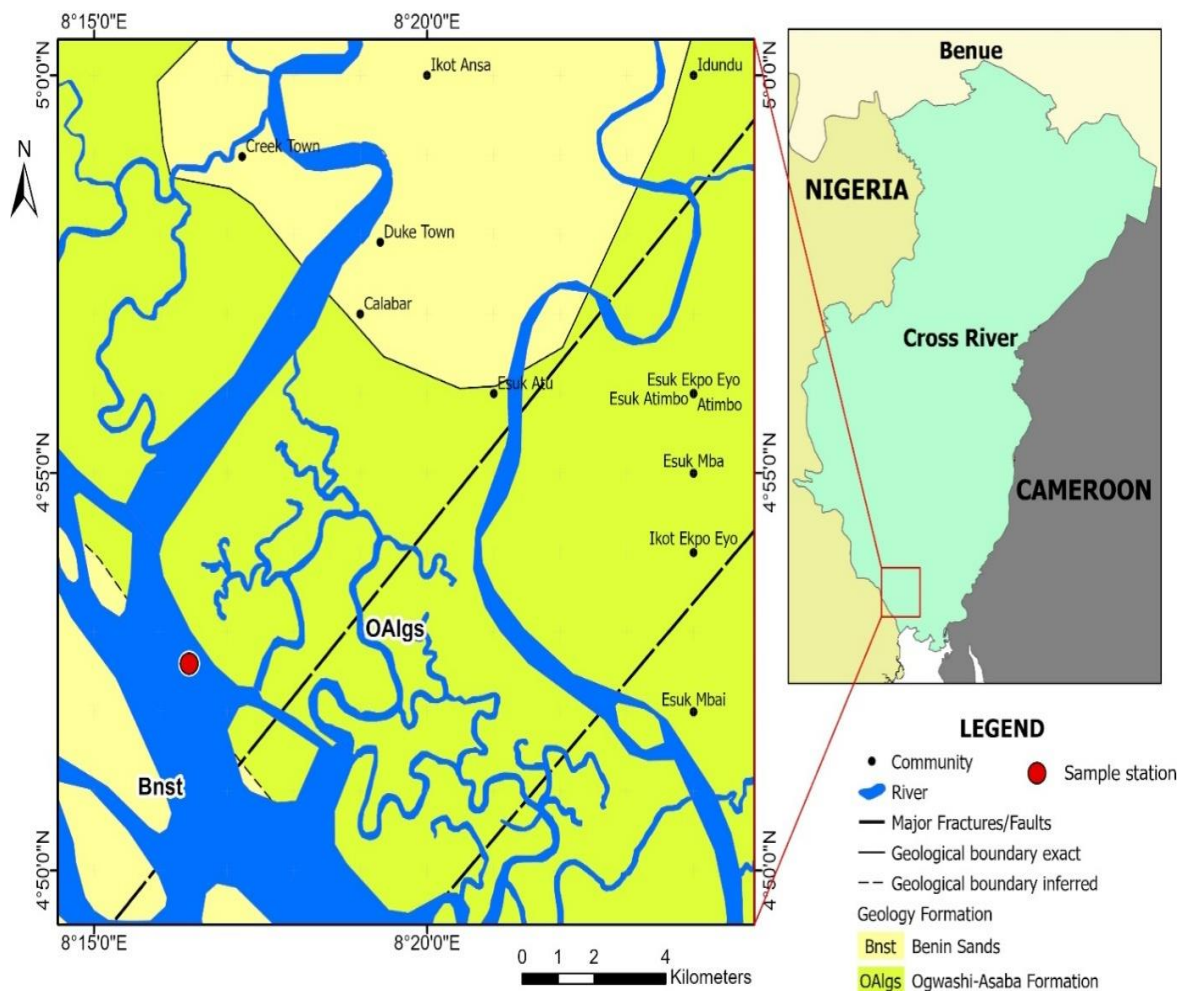 8°15'0"E
8°20'0"E
5°0'0"N
5°0'0"N
Ikot Ansa
Idundu
Creek Town
N
Duke Town
Calabar
Esuk Atu
Esuk Ekpo Eyo
Esuk Atimbo
Atimbo
4°55'0"N
4°55'0"N
Esuk Mba
Ikot Ekpo Eyo
OAlgs
Esuk Mbai
Bnst
4°50'0"N
4°50'0"N
8°15'0"E
8°20'0"E
0 1 2 4
Kilometers
Benue
NIGERIA
Cross River
CAMEROON
LEGEND
Community
Sample station
River
Major Fractures/Faults
Geological boundary exact
Geological boundary inferred
Geology Formation
Bnst Benin Sands
OAlgs Ogwashi-Asaba Formation